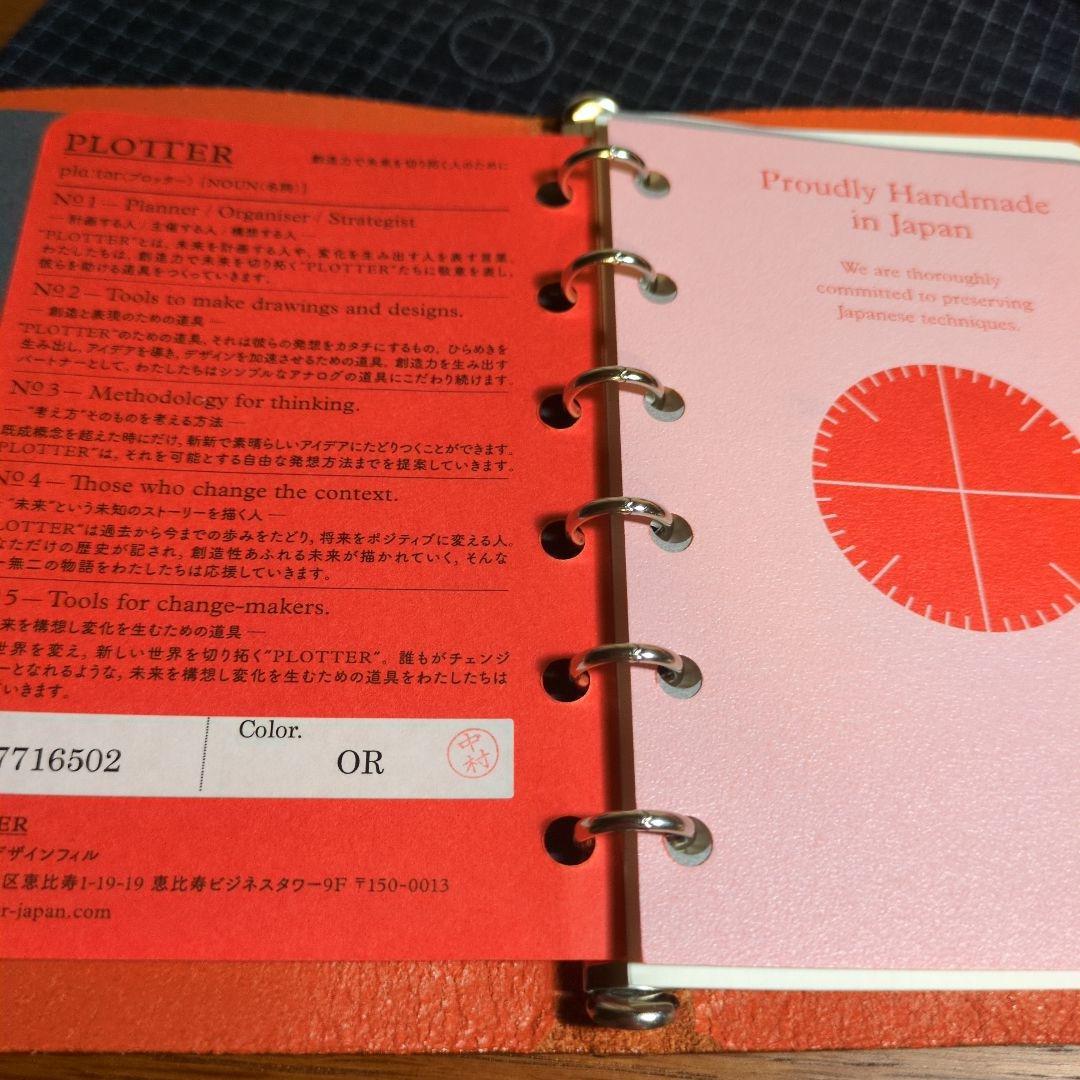 PLOTTER
創造力で未来を切り拓く人のために
plɑ:tər(プロッター) [NOUN(名詞)]
№1— Planner / Organiser / Strategist
— 計画する人 / 主催する人 / 構想する人
"PLOTTER"とは、未来を計画する人や、変化を生み出す人を表す言葉。
わたしたちは、創造力で未来を切り拓く"PLOTTER"たちに敬意を表し、
彼らを助ける道具をつくっていきます。
№2—Tools to make drawings and designs.
— 創造と表現のための道具 —
"PLOTTER"のための道具、それは彼らの発想をカタチにするもの。ひらめきを
生み出し、アイデアを導き、デザインを加速させるための道具。創造力を生み出す
パートナーとして、わたしたちはシンプルなアナログの道具にこだわり続けます。
№3— Methodology for thinking.
— "考え方"そのものを考える方法 —
既成概念を超えた時にだけ、斬新で素晴らしいアイデアにたどりつくことができます。
PLOTTER"は、それを可能とする自由な発想方法までを提案していきます。
№4—Those who change the context.
"未来"という未知のストーリーを描く人 —
LOTTER"は過去から今までの歩みをたどり、将来をポジティブに変える人。
なただけの歴史が記され、創造性あふれる未来が描かれていく、そんな
一無二の物語をわたしたちは応援していきます。
5—Tools for change-makers.
来を構想し変化を生むための道具 —
世界を変え、新しい世界を切り拓く"PLOTTER"。誰もがチェンジ
ーとなれるような、未来を構想し変化を生むための道具をわたしたちは
いきます。
7716502
Color.
OR
中村
ER
デザインフィル
区恵比寿1-19-19 恵比寿ビジネスタワー9F 〒150-0013
r-japan.com
Proudly Handmade
in Japan
We are thoroughly
committed to preserving
Japanese techniques.